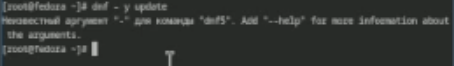 [root@fedora ~]# dnf - y update
Неизвестный аргумент "-" для команды "dnf5". Add "--help" for more information about
the arguments.
[root@fedora ~]#